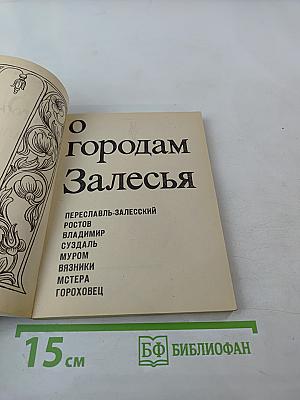 о
городам
Залесья
ПЕРЕСЛАВЛЬ-ЗАЛЕССКИЙ
РОСТОВ
ВЛАДИМИР
СУЗДАЛЬ
МУРОМ
ВЯЗНИКИ
МСТЕРА
ГОРОХОВЕЦ
15 см
БФ БИБЛИОФАН